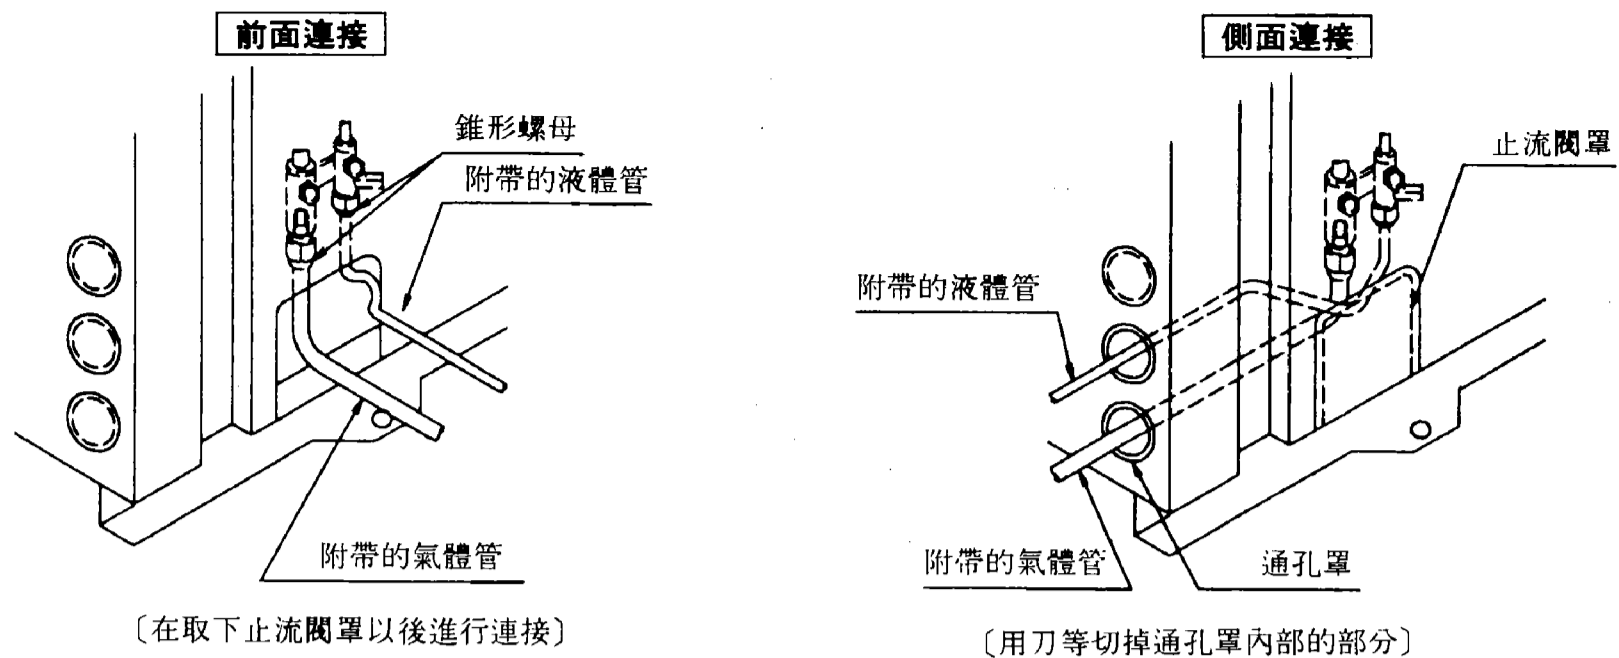 前面連接
錐形螺母
附帶的液體管
附帶的氣體管
〔在取下止流閥罩以後進行連接〕
側面連接
止流閥罩
附帶的液體管
附帶的氣體管
通孔罩
〔用刀等切掉通孔罩內部的部分〕